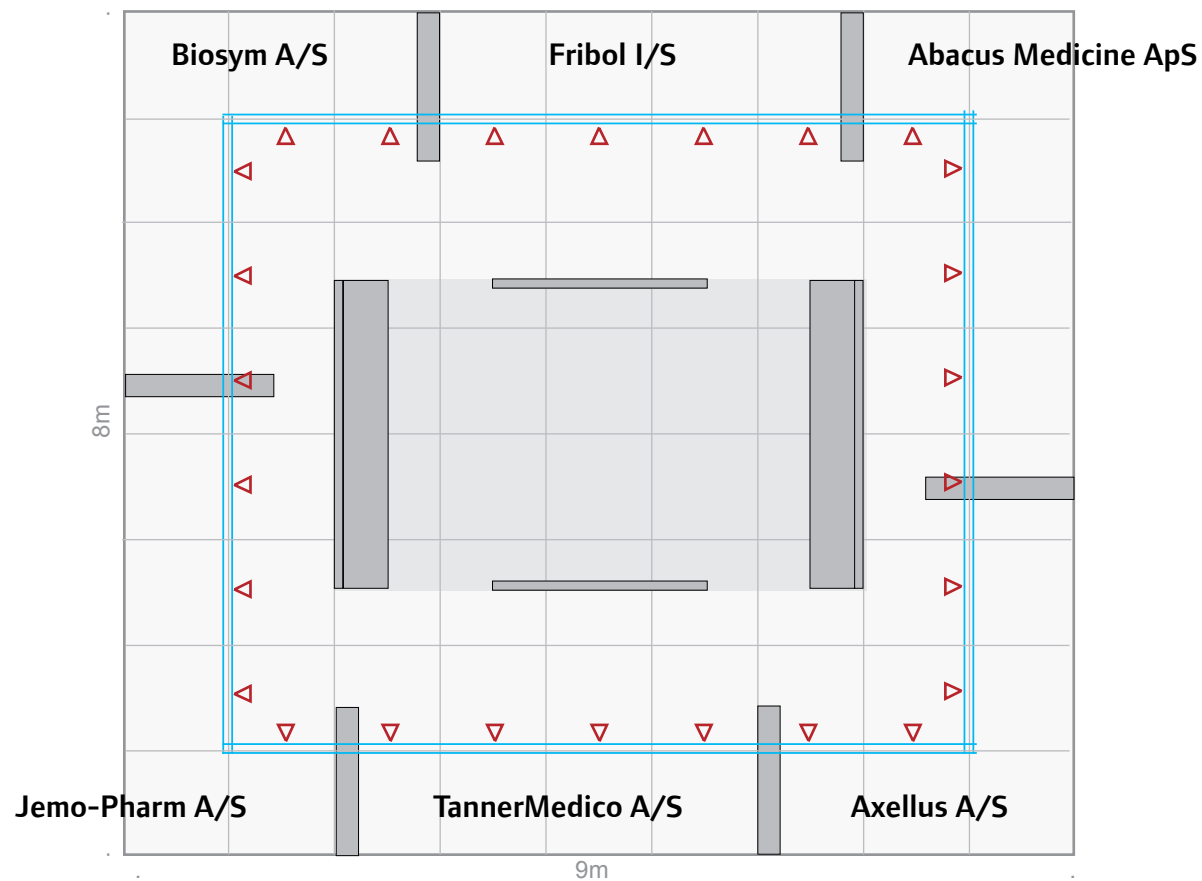 Biosym A/S
Fribol I/S
Abacus Medicine ApS
8m
Jemo-Pharm A/S
TannerMedico A/S
Axellus A/S
9m